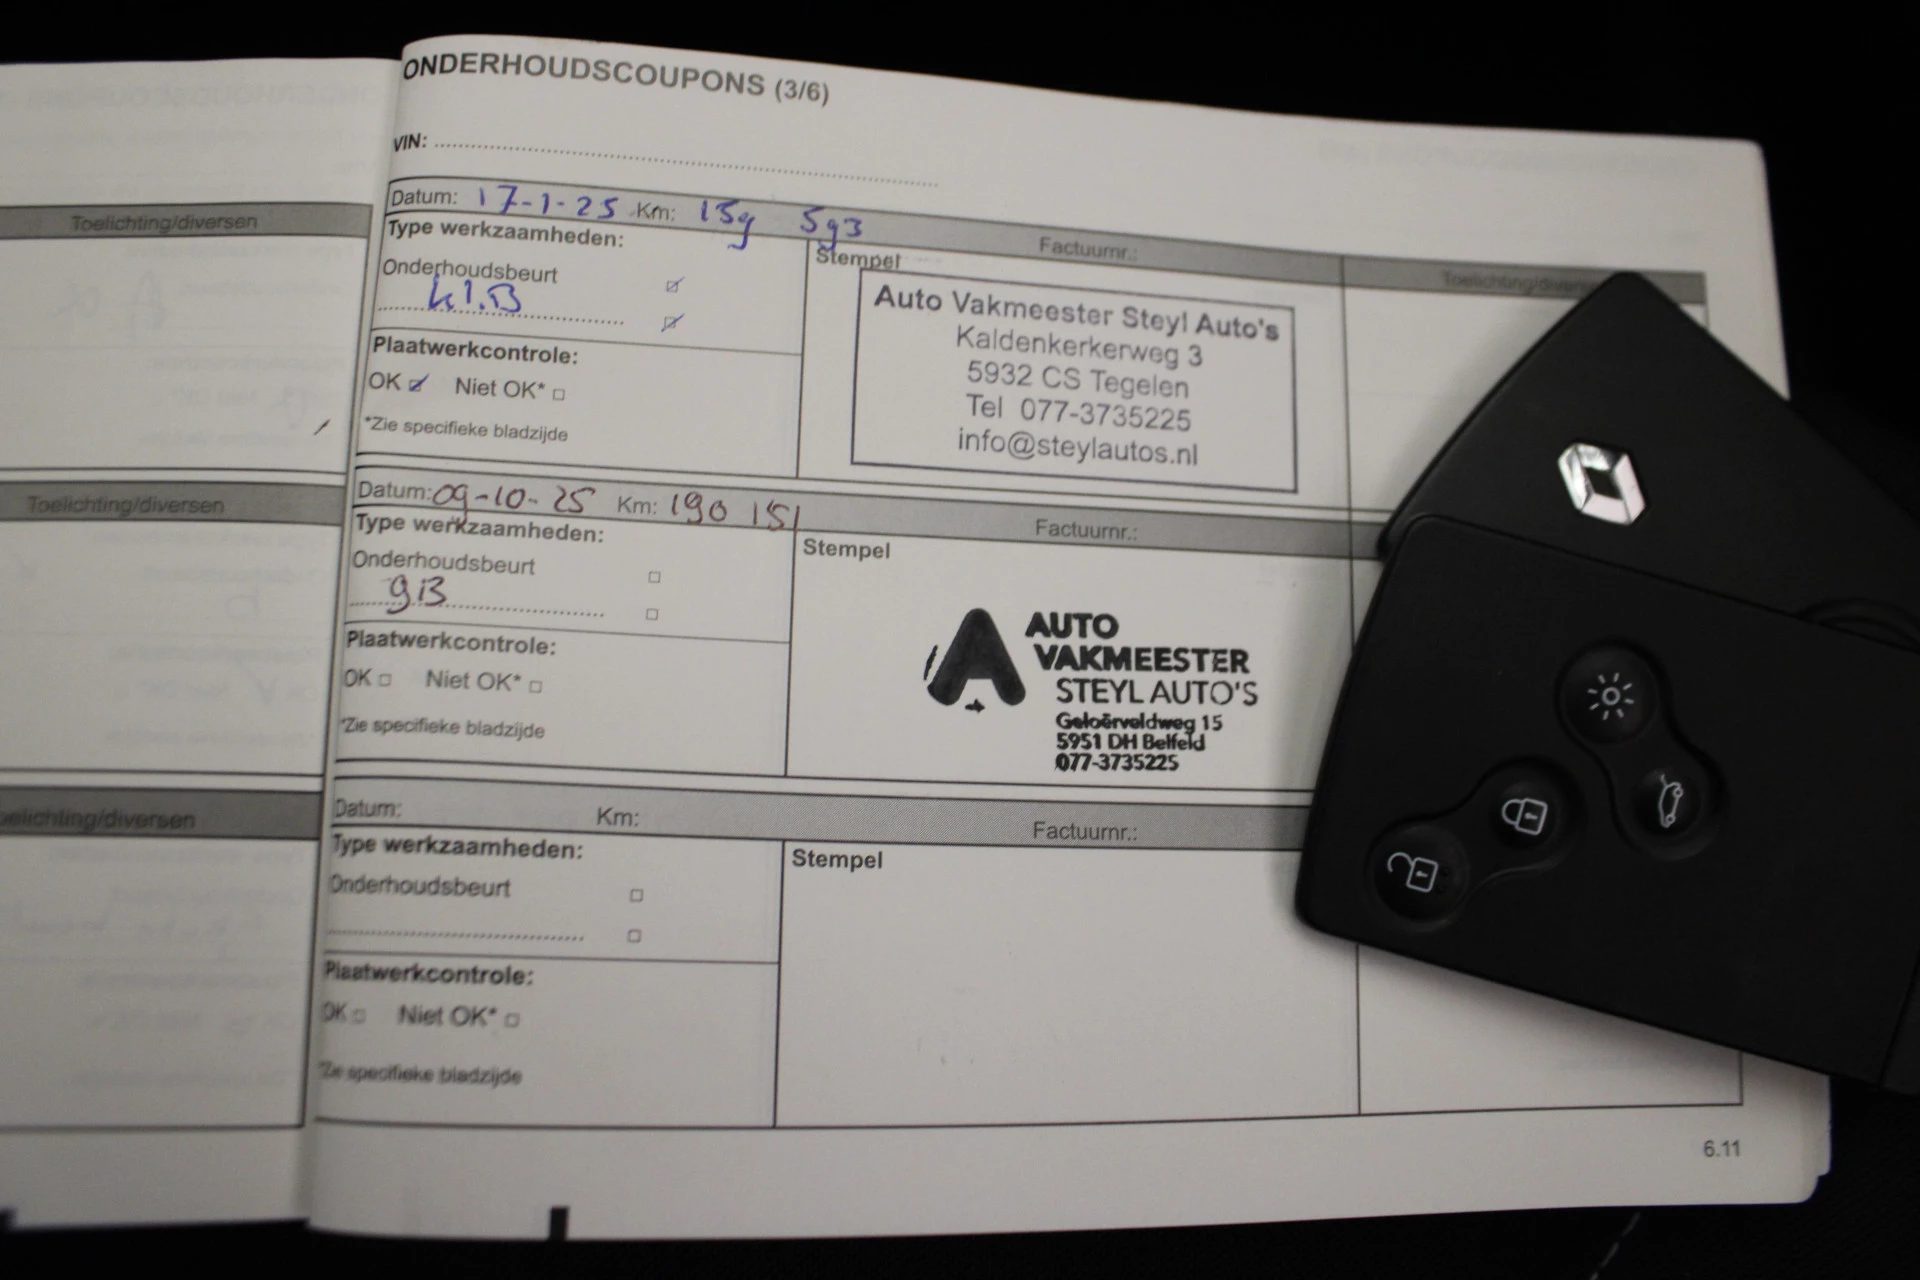 ONDERHOUDSCOUPONS (3/6)
VIN:
Toelichting/diversen
Datum: 17-1-25 Km: 159 593 Factuurnr.: Toelichting/diversen
Type werkzaamheden:
Stempel
Onderhoudsbeurt
kl.B
Plaatwerkcontrole:
OK Niet OK*
*Zie specifieke bladzijde
Auto Vakmeester Steyl Auto's
Kaldenkerkerweg 3
5932 CS Tegelen
Tel 077-3735225
info@steylautos.nl
Toelichting/diversen
Datum: 09-10-25 Km: 190 151 Factuurnr.:
Type werkzaamheden:
Stempel
Onderhoudsbeurt
gB
Plaatwerkcontrole:
OK Niet OK*
*Zie specifieke bladzijde
AUTO
VAKMEESTER
STEYL AUTO'S
Geloërveldweg 15
5951 DH Belfeld
077-3735225
oelichting/diversen
Datum: Km: Factuurnr.:
Type werkzaamheden:
Stempel
Onderhoudsbeurt
Plaatwerkcontrole:
OK Niet OK*
*Zie specifieke bladzijde
6.11